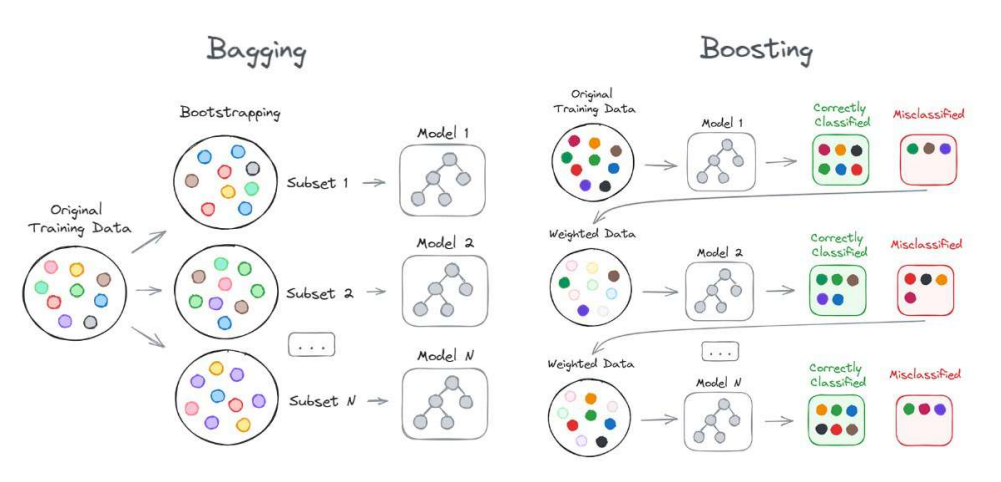 Bagging
Bootstrapping
Original
Training Data
Subset 1
Model 1
Subset 2
Model 2
...
Subset N
Model N
Boosting
Original
Training Data
Model 1
Correctly
Classified
Misclassified
Weighted Data
Model 2
Correctly
Classified
Misclassified
...
Weighted Data
Model N
Correctly
Classified
Misclassified